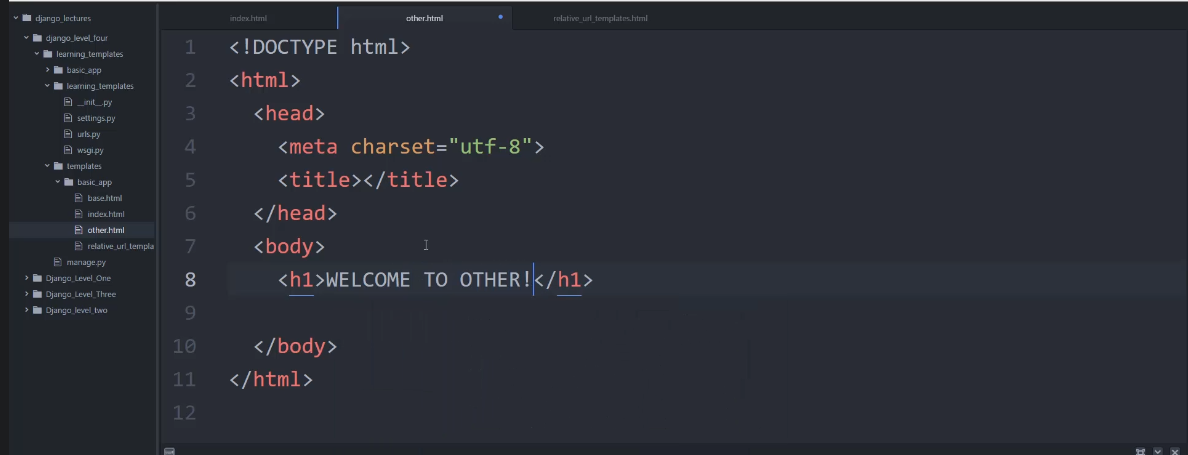 django_lectures
django_level_four
learning_templates
basic_app
learning_templates
__init__.py
settings.py
urls.py
wsgi.py
templates
basic_app
base.html
index.html
other.html
relative_url_templa
manage.py
Django_Level_One
Django_Level_Three
Django_level_two
index.html other.html relative_url_templates.html
1 <!DOCTYPE html>
2 <html>
3 <head>
4 <meta charset="utf-8">
5 <title></title>
6 </head>
7 <body>
8 <h1>WELCOME TO OTHER!</h1>
9
10 </body>
11 </html>
12